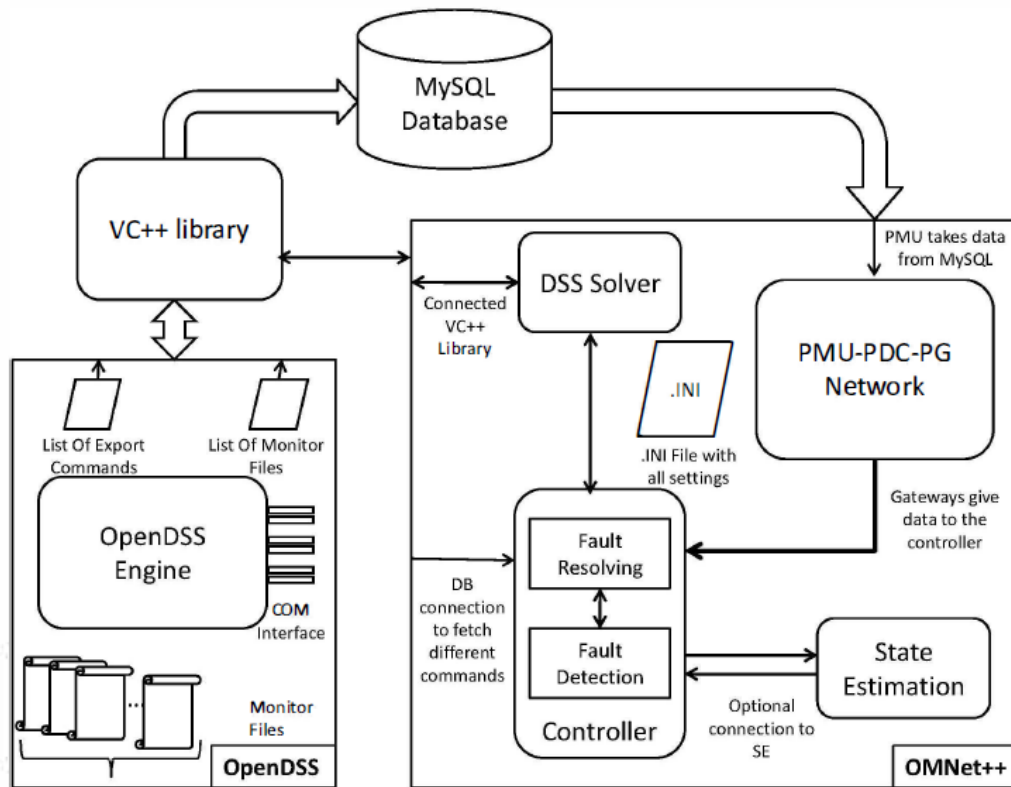 MySQL
Database
VC++ library
PMU takes data
from MySQL
DSS Solver
Connected
VC++
Library
PMU-PDC-PG
Network
.INI
.INI File with
all settings
List Of Export
Commands
List Of Monitor
Files
OpenDSS
Engine
COM
Interface
Gateways give
data to the
controller
Fault
Resolving
DB
connection
to fetch
different
commands
Fault
Detection
State
Estimation
Optional
connection to
SE
Controller
...
Monitor
Files
OpenDSS
OMNet++